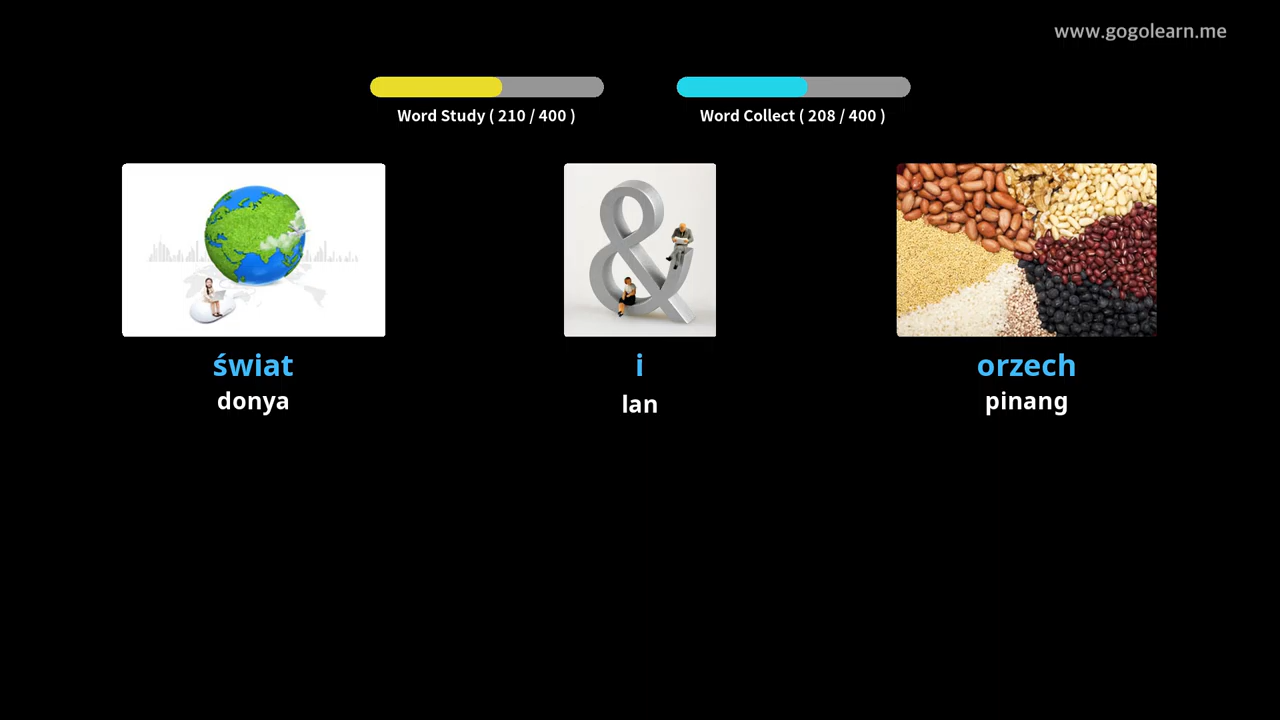 www.gogolearn.me
Word Study ( 210 / 400 )
Word Collect ( 208 / 400 )
świat
donya
i
lan
orzech
pinang